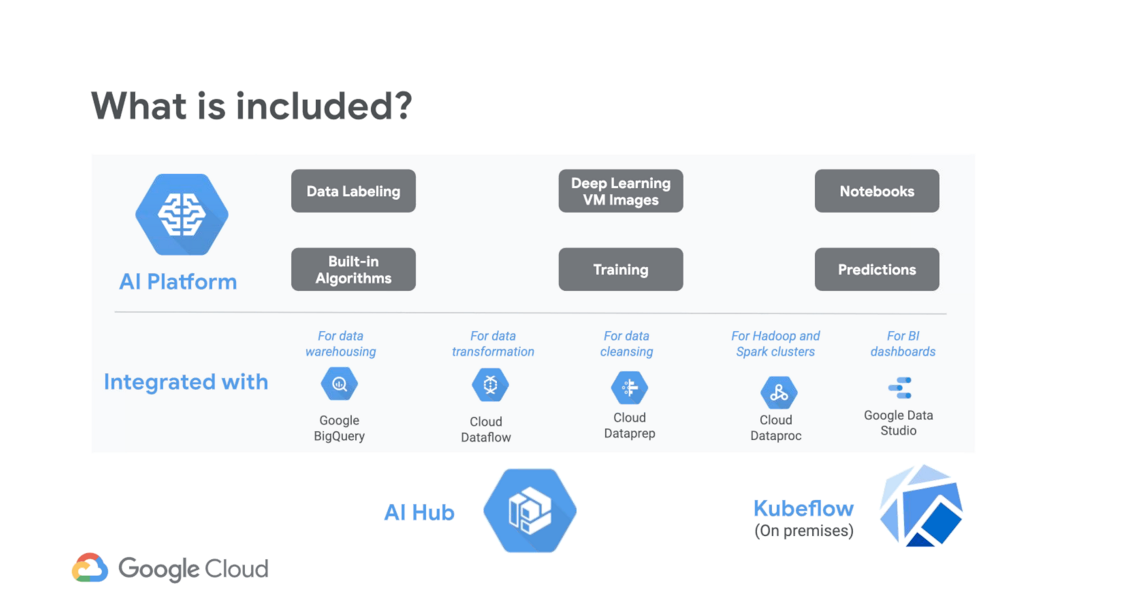 What is included?
Data Labeling
Deep Learning
VM Images
Notebooks
AI Platform
Built-in
Algorithms
Training
Predictions
Integrated with
For data
warehousing
Google
BigQuery
For data
transformation
Cloud
Dataflow
For data
cleansing
Cloud
Dataprep
For Hadoop and
Spark clusters
Cloud
Dataproc
For BI
dashboards
Google Data
Studio
AI Hub
Kubeflow
(On premises)
Google Cloud